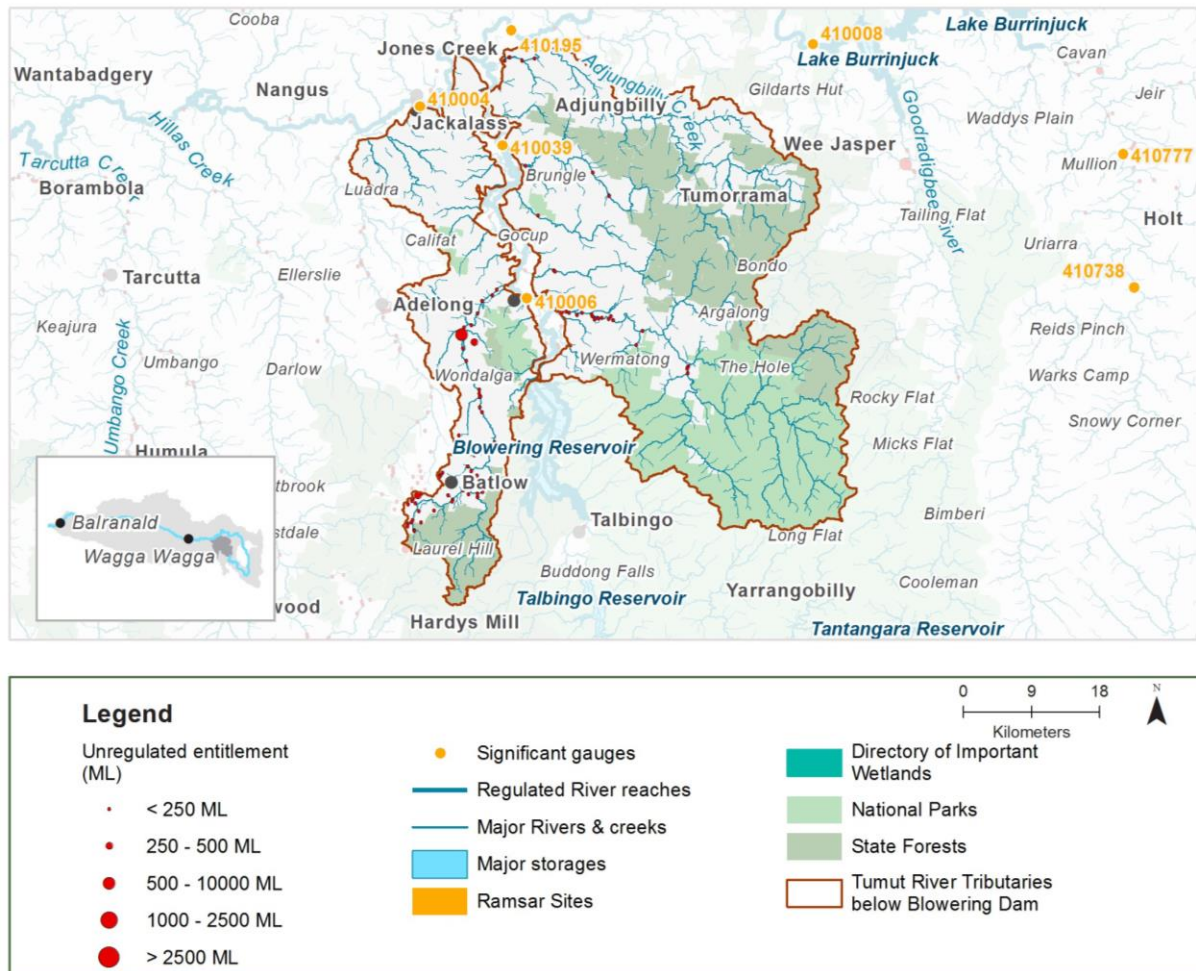 Cooba
Lake Burrinjuck
410008
Jones Creek
410195
Lake Burrinjuck
Cavan
Wantabadgery
Nangus
Adjungbilly Creek
Gildarts Hut
Jeir
410004
Adjungbilly
Goodradigbee River
Waddys Plain
Hillas Creek
Jackalass
Wee Jasper
410777
410039
Mullion
Tarcutta Creek
Brungle
Borambola
Luadra
Tumorrama
Holt
Tailing Flat
Gocup
Califat
Uriarra
Tarcutta
Ellerslie
Bondo
410738
Adelong
410006
Argalong
Keajura
Reids Pinch
Umbango Creek
Umbango
Darlow
Wondalga
Wermatong
The Hole
Warks Camp
Rocky Flat
Snowy Corner
Humula
Blowering Reservoir
Micks Flat
Batlow
tbrook
Balranald
Talbingo
Bimberi
Wagga Wagga
stdale
Long Flat
Laurel Hill
Buddong Falls
Cooleman
wood
Talbingo Reservoir
Yarrangobilly
Hardys Mill
Tantangara Reservoir
0 9 18
Kilometers
N
Legend
Unregulated entitlement
(ML)
< 250 ML
250 - 500 ML
500 - 10000 ML
1000 - 2500 ML
> 2500 ML
Significant gauges
Regulated River reaches
Major Rivers & creeks
Major storages
Ramsar Sites
Directory of Important
Wetlands
National Parks
State Forests
Tumut River Tributaries
below Blowering Dam